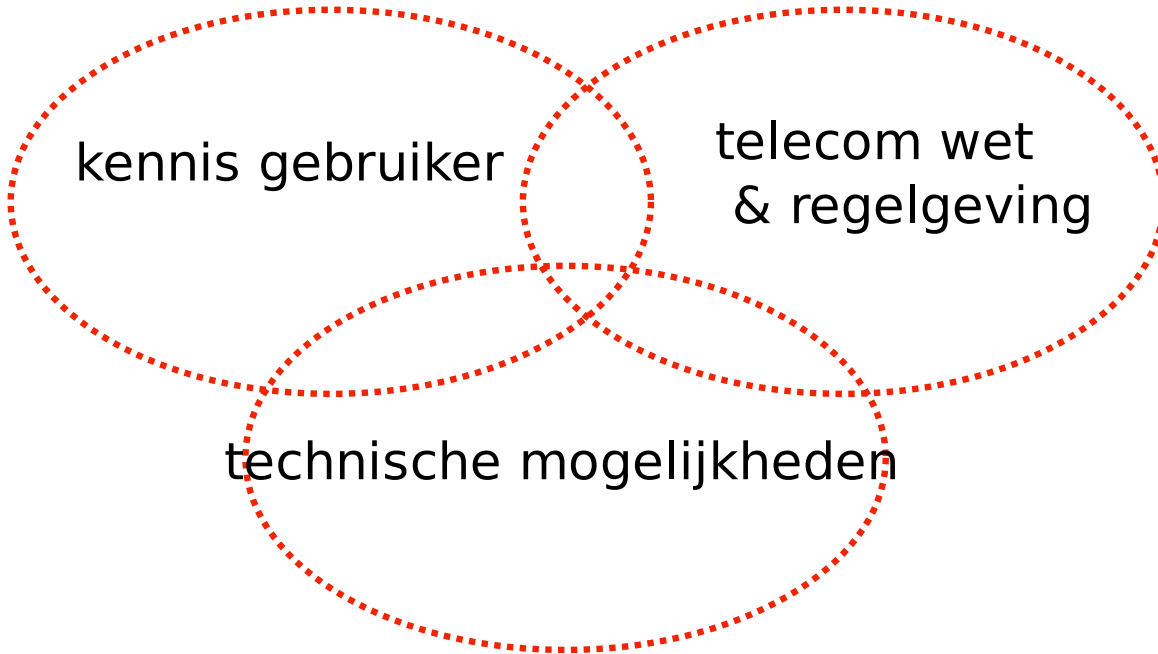 kennis gebruiker
telecom wet
& regelgeving
technische mogelijkheden